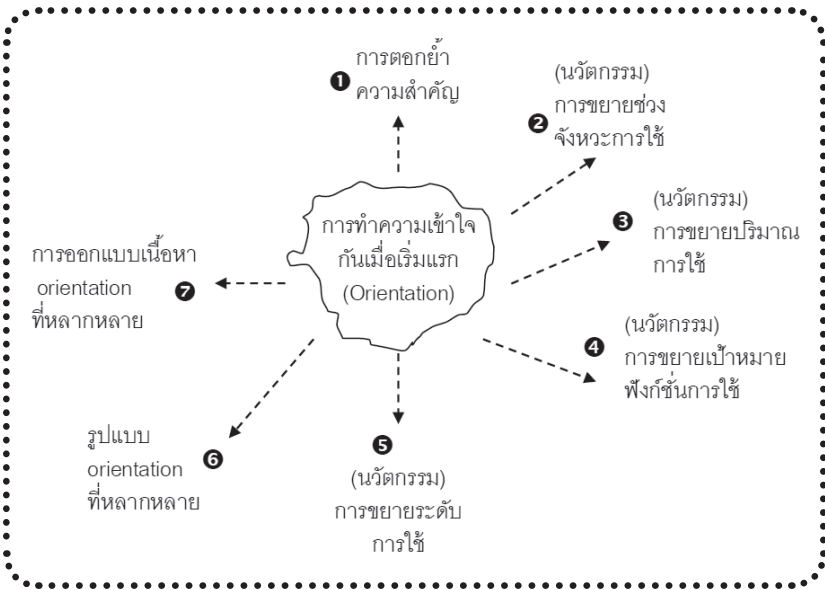 การทำความเข้าใจ
กันเมื่อเริ่มแรก
(Orientation)
❶ การตอกย้ำ
ความสำคัญ
❷ (นวัตกรรม)
การขยายช่วง
จังหวะการใช้
❸ (นวัตกรรม)
การขยายปริมาณ
การใช้
❹ (นวัตกรรม)
การขยายเป้าหมาย
ฟังก์ชั่นการใช้
❺
(นวัตกรรม)
การขยายระดับ
การใช้
❻ รูปแบบ
orientation
ที่หลากหลาย
❼ การออกแบบเนื้อหา
orientation
ที่หลากหลาย